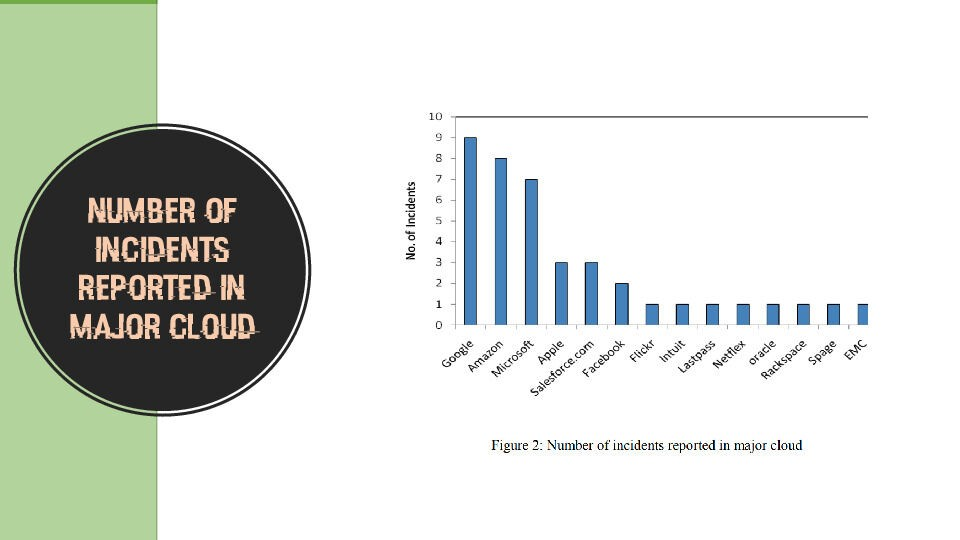 NUMBER OF
INCIDENTS
REPORTED IN
MAJOR CLOUD
No. of Incidents
10
9
8
7
6
5
4
3
2
1
0
Google
Amazon
Microsoft
Apple
Salesforce.com
Facebook
Flickr
Intuit
Lastpass
Netflex
oracle
Rackspace
Spage
EMC
Figure 2: Number of incidents reported in major cloud